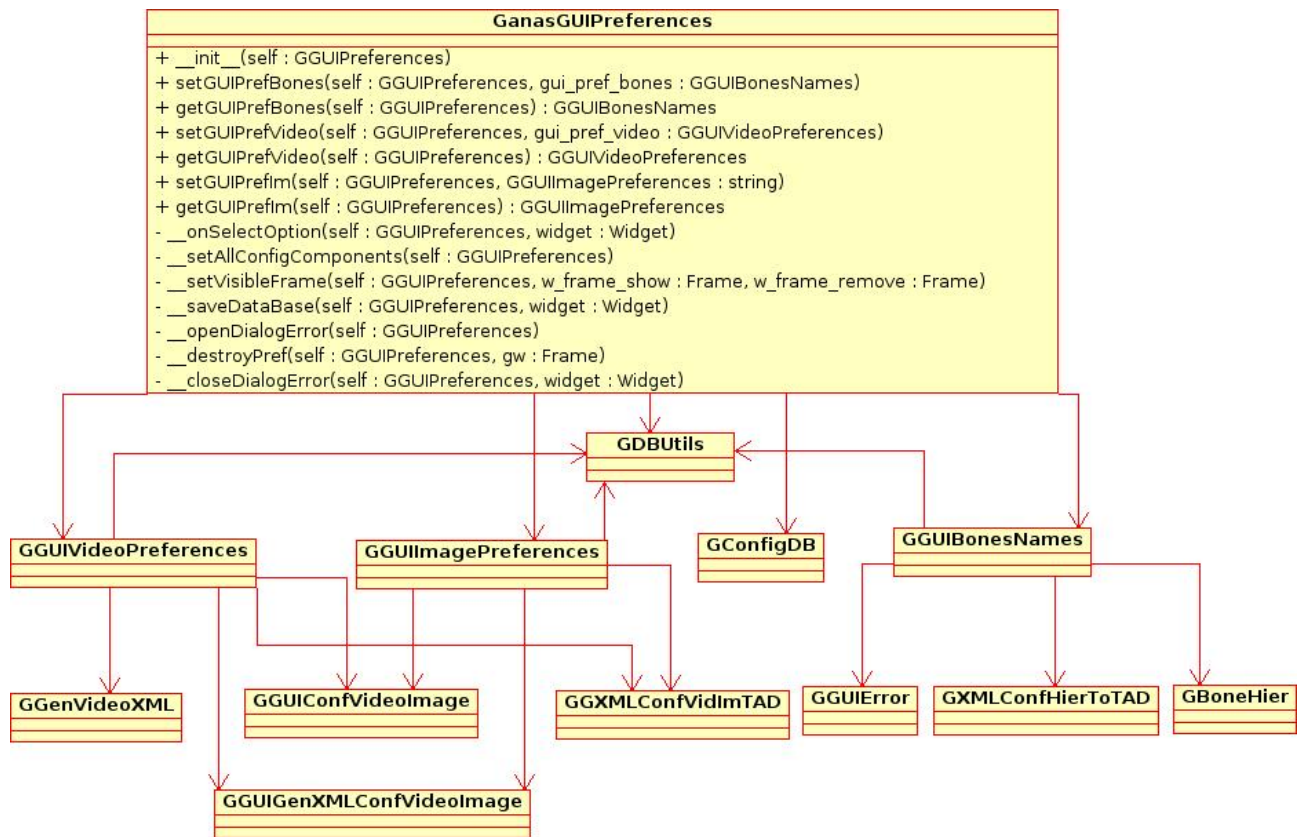 GanasGUIPreferences
+ __init__(self : GGUIPreferences)
+ setGUIPrefBones(self : GGUIPreferences, gui_pref_bones : GGUIBonesNames)
+ getGUIPrefBones(self : GGUIPreferences) : GGUIBonesNames
+ setGUIPrefVideo(self : GGUIPreferences, gui_pref_video : GGUIVideoPreferences)
+ getGUIPrefVideo(self : GGUIPreferences) : GGUIVideoPreferences
+ setGUIPrefIm(self : GGUIPreferences, GGUIImagePreferences : string)
+ getGUIPrefIm(self : GGUIPreferences) : GGUIImagePreferences
- __onSelectOption(self : GGUIPreferences, widget : Widget)
- __setAllConfigComponents(self : GGUIPreferences)
- __setVisibleFrame(self : GGUIPreferences, w_frame_show : Frame, w_frame_remove : Frame)
- __saveDataBase(self : GGUIPreferences, widget : Widget)
- __openDialogError(self : GGUIPreferences)
- __destroyPref(self : GGUIPreferences, gw : Frame)
- __closeDialogError(self : GGUIPreferences, widget : Widget)
GDBUtils
GGUIVideoPreferences
GGUIImagePreferences
GConfigDB
GGUIBonesNames
GGenVideoXML
GGUIConfVideoImage
GGXMLConfVidImTAD
GGUIError
GXMLConfHierToTAD
GBoneHier
GGUIGenXMLConfVideoImage